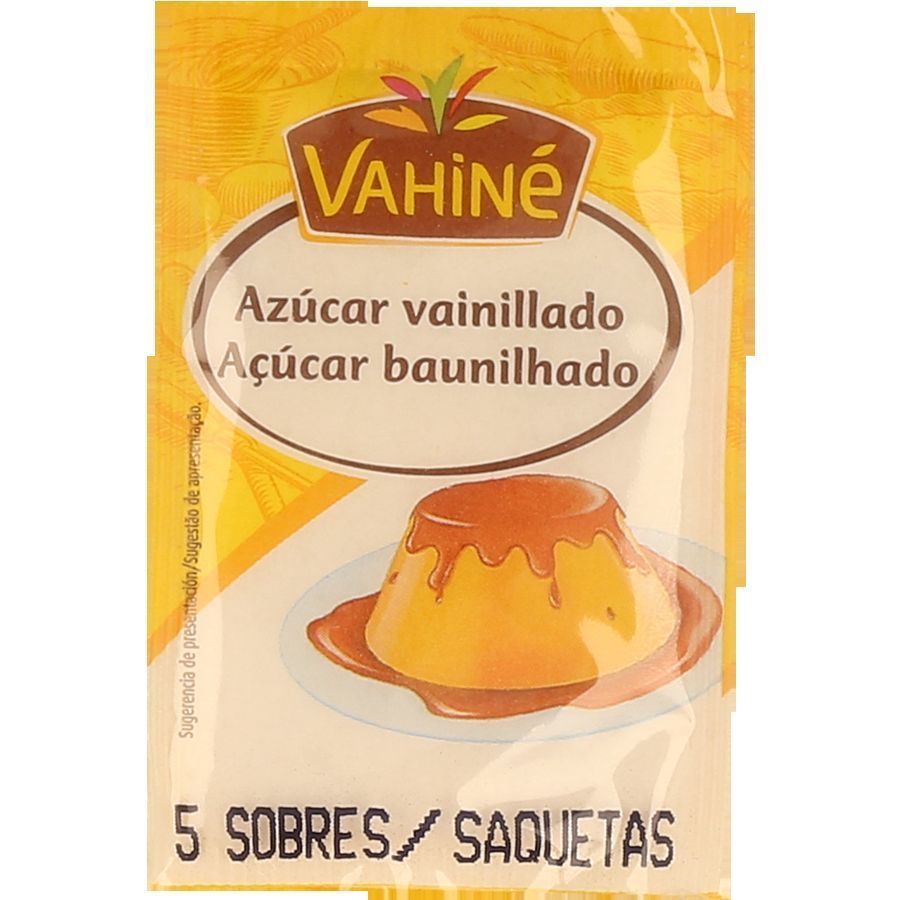 VAHiNé
Azúcar vainillado
Açúcar baunilhado
Sugerencia de presentación/Sugestão de apresentação.
5 SOBRES/SAQUETAS